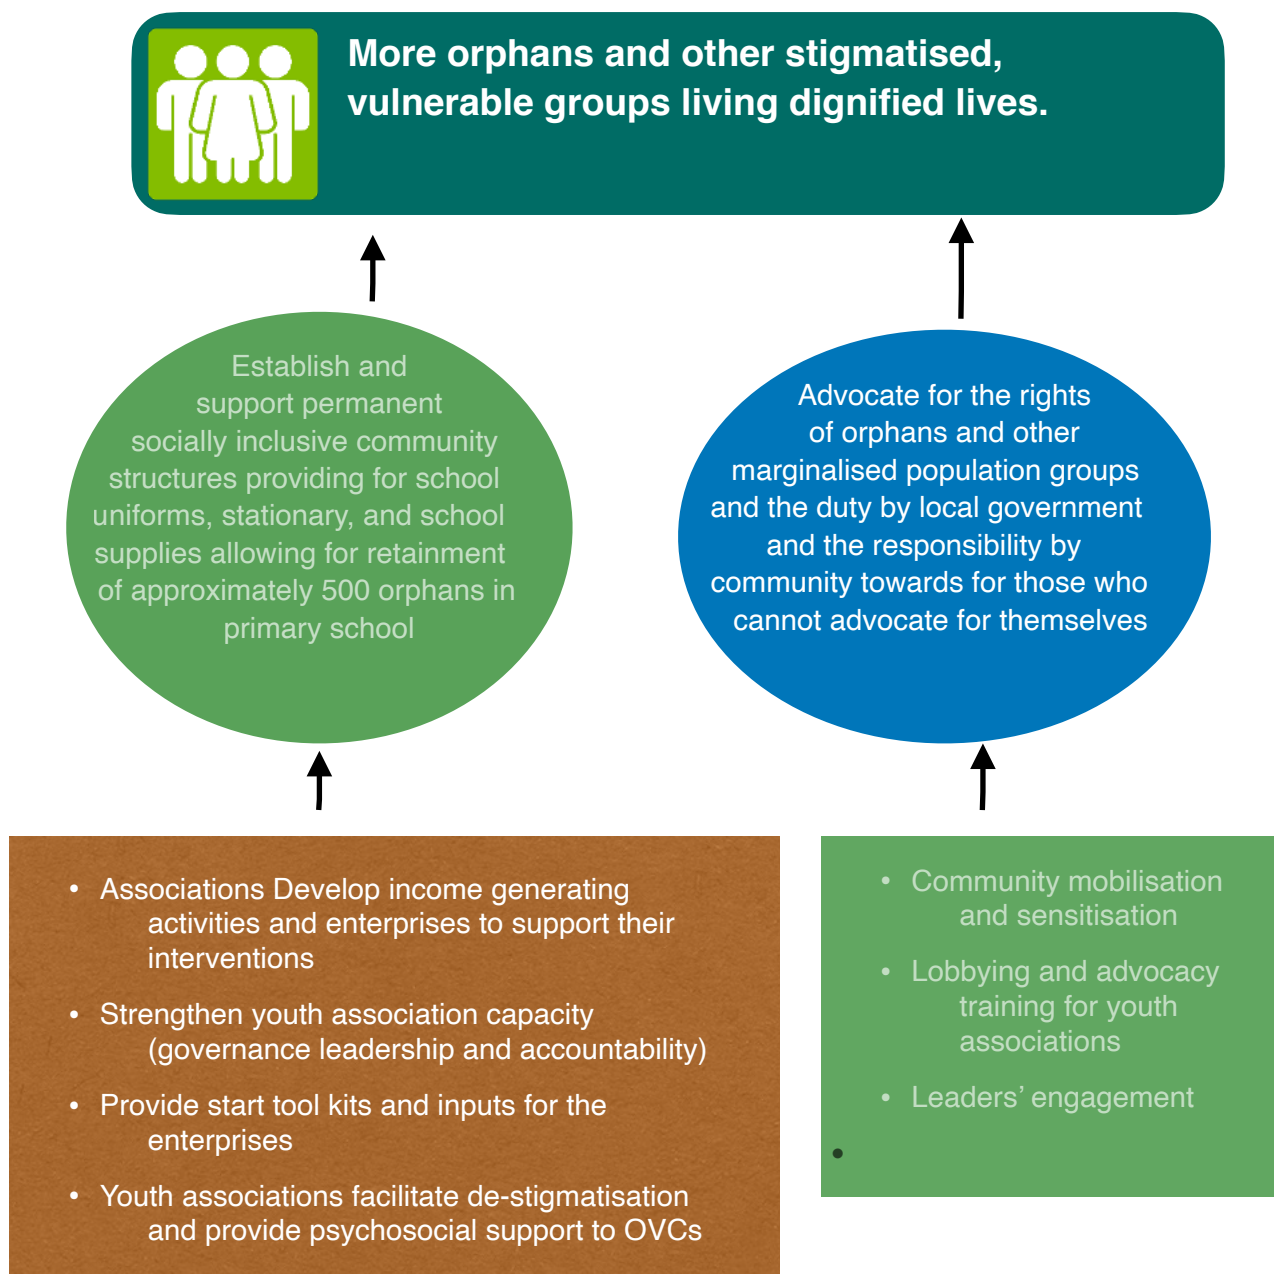 More orphans and other stigmatised,
vulnerable groups living dignified lives.
Establish and
support permanent
socially inclusive community
structures providing for school
uniforms, stationary, and school
supplies allowing for retainment
of approximately 500 orphans in
primary school
Advocate for the rights
of orphans and other
marginalised population groups
and the duty by local government
and the responsibility by
community towards for those who
cannot advocate for themselves
• Associations Develop income generating
activities and enterprises to support their
interventions
• Strengthen youth association capacity
(governance leadership and accountability)
• Provide start tool kits and inputs for the
enterprises
• Youth associations facilitate de-stigmatisation
and provide psychosocial support to OVCs
• Community mobilisation
and sensitisation
• Lobbying and advocacy
training for youth
associations
• Leaders’ engagement
•